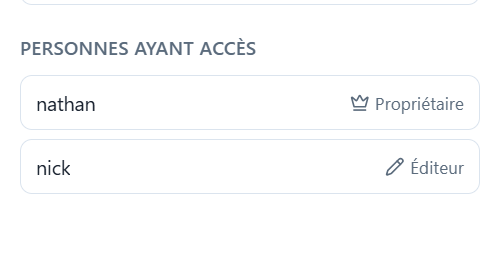 PERSONNES AYANT ACCÈS
nathan Propriétaire
nick Éditeur